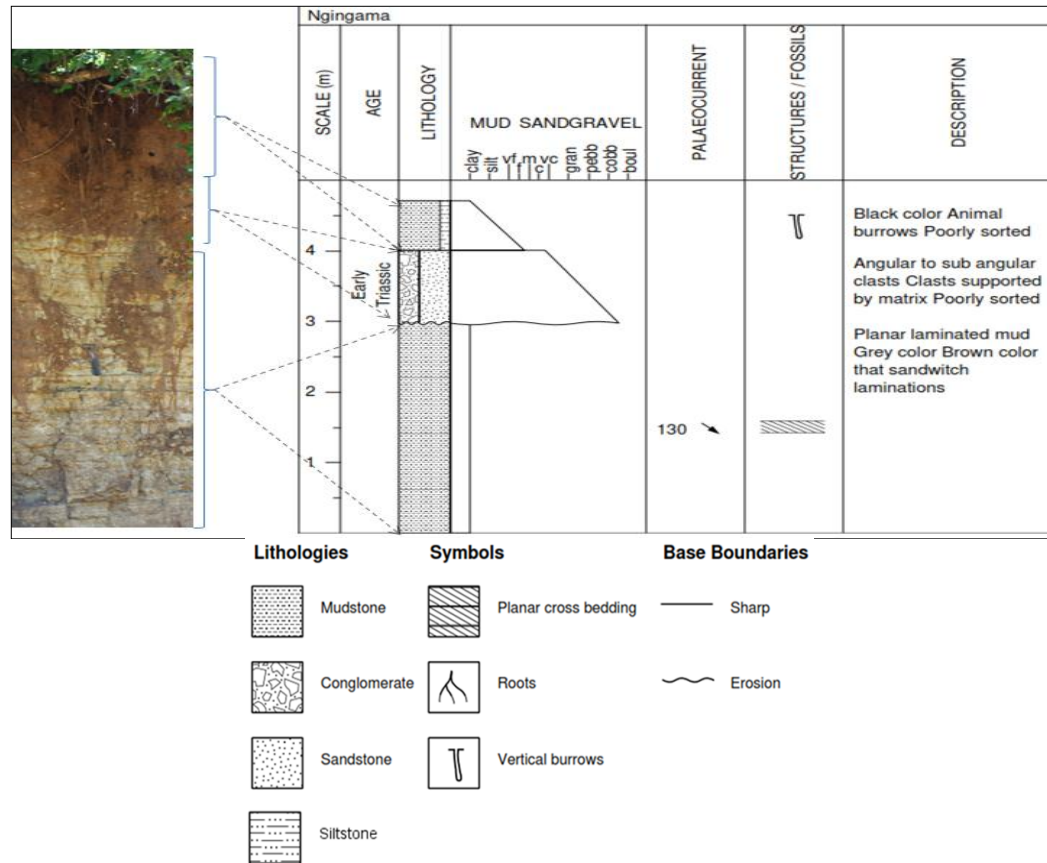 Ngingama
SCALE (m)
AGE
LITHOLOGY
MUD SANDGRAVEL
clay
silt
vf
f
m
c
vc
gran
pebb
cobb
boul
PALAEOCURRENT
STRUCTURES / FOSSILS
DESCRIPTION
4
3
2
1
Early
Triassic
130
Black color Animal
burrows Poorly sorted
Angular to sub angular
clasts Clasts supported
by matrix Poorly sorted
Planar laminated mud
Grey color Brown color
that sandwitch
laminations
Lithologies
Mudstone
Conglomerate
Sandstone
Siltstone
Symbols
Planar cross bedding
Roots
Vertical burrows
Base Boundaries
Sharp
Erosion